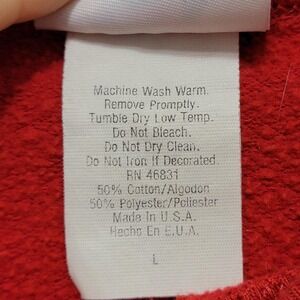 Machine Wash Warm.
Remove Promptly.
Tumble Dry Low Temp.
Do Not Bleach.
Do Not Dry Clean.
Do Not Iron If Decorated.
RN 46831
50% Cotton/Algodon
50% Polyester/Poliester
Made In U.S.A.
Hecho En E.U.A.
L